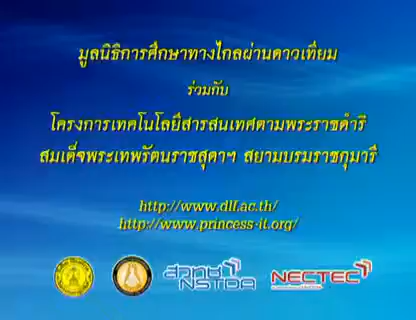 มูลนิธิการศึกษาทางไกลผ่านดาวเทียม
ร่วมกับ
โครงการเทคโนโลยีสารสนเทศตามพระราชดำริ
สมเด็จพระเทพรัตนราชสุดาฯ สยามบรมราชกุมารี
http://www.dlf.ac.th/
http://www.princess-it.org/
สวทช
NSTDA
NECTEC